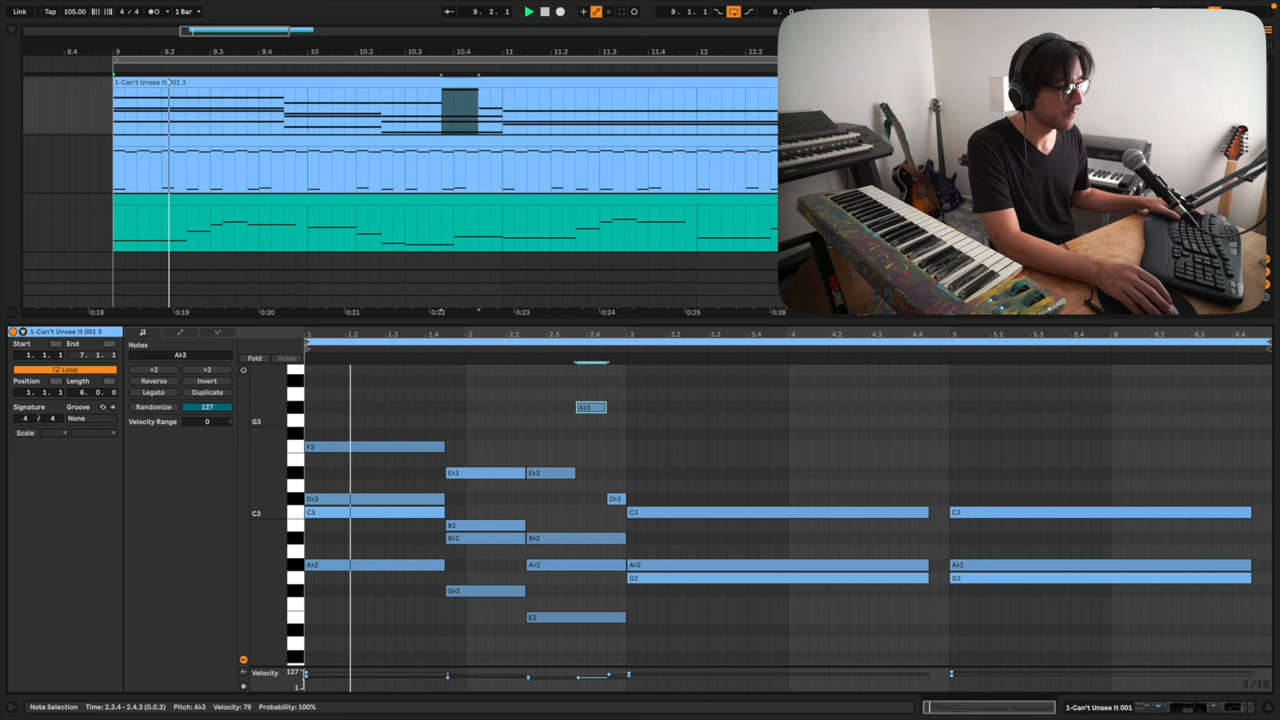 Link Tap 105.00 4 / 4 1 Bar 9. 2. 1 9. 1. 1 6. 0.
8.4 9 9.2 9.3 9.4 10 10.2 10.3 10.4 11 11.2 11.3 11.4 12 12.2
1-Can't Unsee It 001 3
0:18 0:19 0:20 0:21 0:22 0:23 0:24 0:25 0:26
1-Can't Unsee It 001 3
Start Set End Set
1. 1. 1 7. 1. 1
Loop
Position Set Length Set
1. 1. 1 6. 0. 0
Signature Groove
4 / 4 None
Scale
Notes
A♭3
÷2 ×2
Reverse Invert
Legato Duplicate
Randomize 127
Velocity Range 0
Fold Scale
1 1.2 1.3 1.4 2 2.2 2.3 2.4 3 3.2 3.3 3.4 4 4.2 4.3 4.4 5 5.2 5.3 5.4 6 6.2 6.3 6.4
A♭3
G3
F3
E♭3 E♭3
D♭3 D♭3
C3 C3 C3 C3
B2
B♭2 B♭2
A♭2 A♭2 A♭2 A♭2
G2 G2
G♭2
E2
Velocity 127
1
1/16
Note Selection Time: 2.3.4 - 2.4.3 (0.0.3) Pitch: A♭3 Velocity: 79 Probability: 100%
1-Can't Unsee It 001